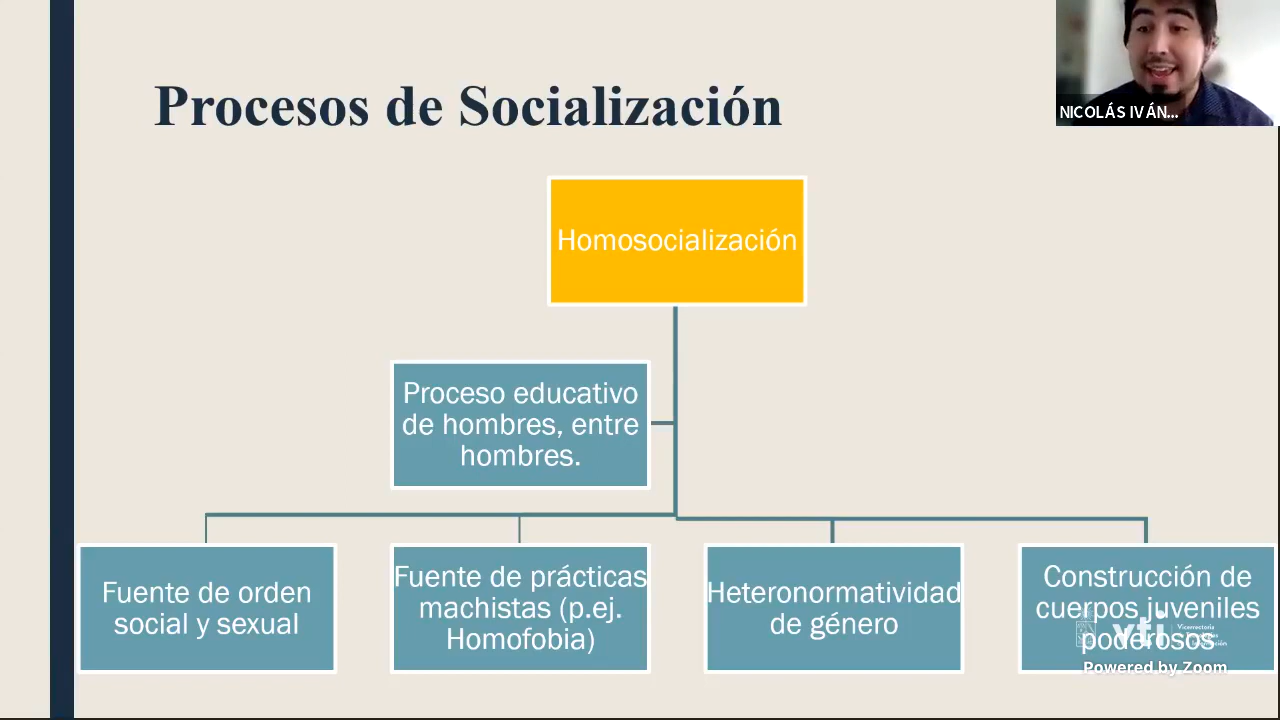 Procesos de Socialización
NICOLÁS IVÁN...
Homosocialización
Proceso educativo
de hombres, entre
hombres.
Fuente de orden
social y sexual
Fuente de prácticas
machistas (p.ej.
Homofobia)
Heteronormatividad
de género
Construcción de
cuerpos juveniles
poderosos
vti
Vicerrectoría
Powered by Zoom